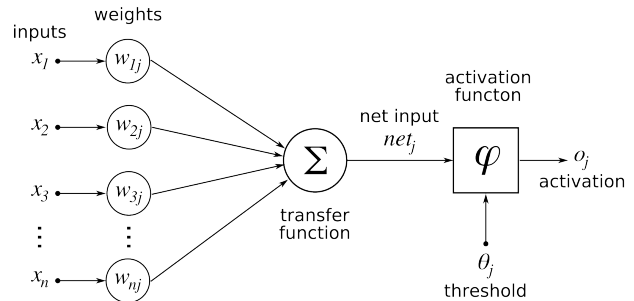 inputs
weights
x1
w1j
x2
w2j
x3
w3j
⋮
⋮
xn
wnj
Σ
transfer
function
net input
netj
activation
functon
φ
oj
activation
θj
threshold